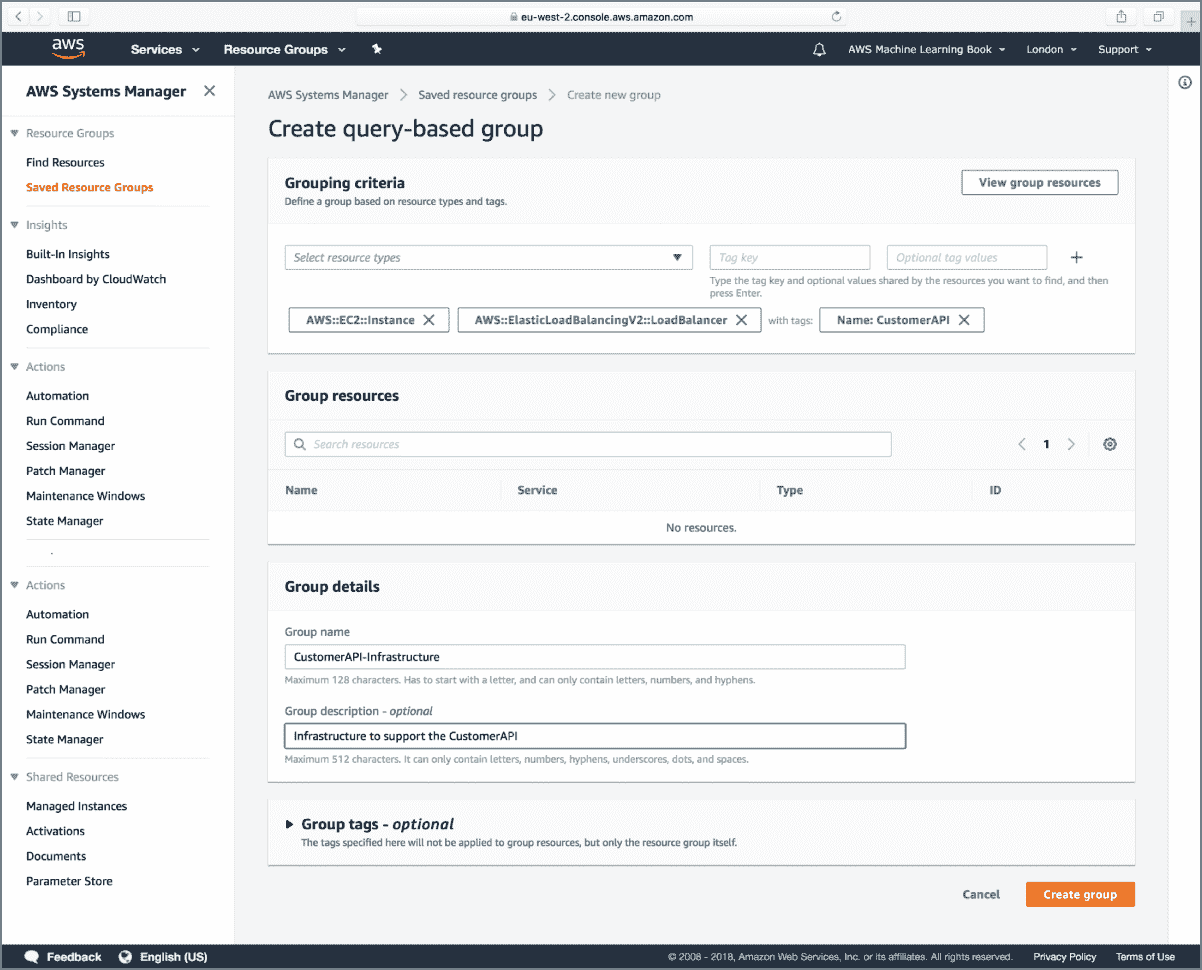 eu-west-2.console.aws.amazon.com
aws Services Resource Groups AWS Machine Learning Book London Support
AWS Systems Manager
Resource Groups
Find Resources
Saved Resource Groups
Insights
Built-In Insights
Dashboard by CloudWatch
Inventory
Compliance
Actions
Automation
Run Command
Session Manager
Patch Manager
Maintenance Windows
State Manager
Actions
Automation
Run Command
Session Manager
Patch Manager
Maintenance Windows
State Manager
Shared Resources
Managed Instances
Activations
Documents
Parameter Store
AWS Systems Manager > Saved resource groups > Create new group
Create query-based group
Grouping criteria
Define a group based on resource types and tags.
View group resources
Select resource types Tag key Optional tag values +
Type the tag key and optional values shared by the resources you want to find, and then
press Enter.
AWS::EC2::Instance AWS::ElasticLoadBalancingV2::LoadBalancer with tags: Name: CustomerAPI
Group resources
Search resources 1
Name Service Type ID
No resources.
Group details
Group name
CustomerAPI-Infrastructure
Maximum 128 characters. Has to start with a letter, and can only contain letters, numbers, and hyphens.
Group description - optional
Infrastructure to support the CustomerAPI
Maximum 512 characters. It can only contain letters, numbers, hyphens, underscores, dots, and spaces.
Group tags - optional
The tags specified here will not be applied to group resources, but only the resource group itself.
Cancel Create group
Feedback English (US) © 2008 - 2018, Amazon Web Services, Inc. or its affiliates. All rights reserved. Privacy Policy Terms of Use